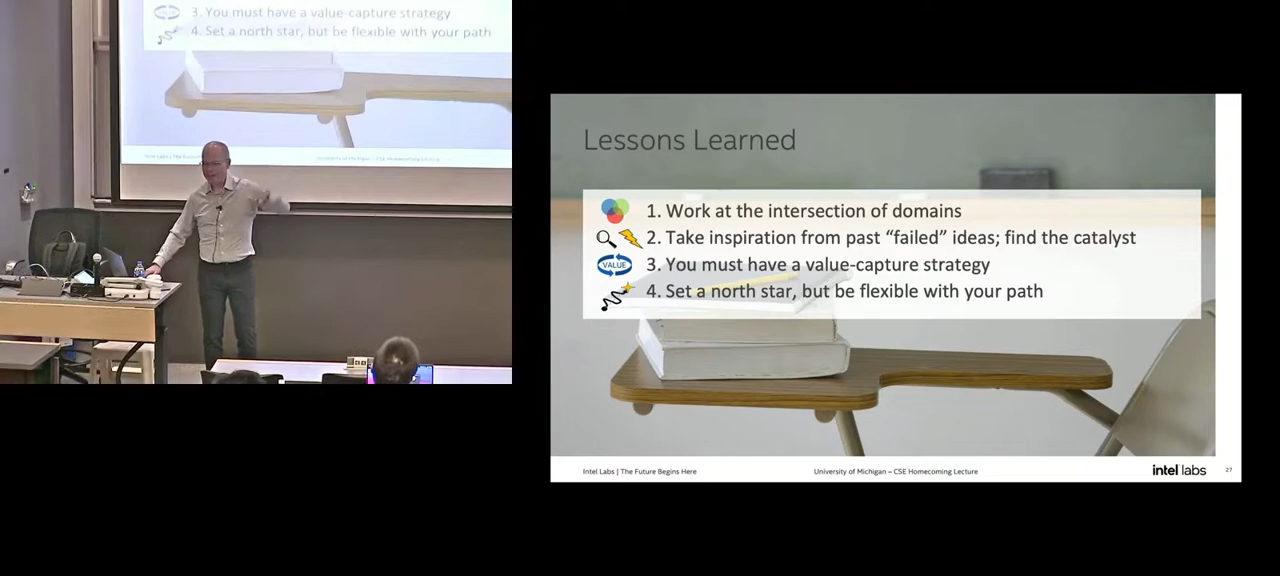 3. You must have a value-capture strategy
4. Set a north star, but be flexible with your path
Lessons Learned
1. Work at the intersection of domains
2. Take inspiration from past “failed” ideas; find the catalyst
VALUE
3. You must have a value-capture strategy
4. Set a north star, but be flexible with your path
Intel Labs | The Future Begins Here
University of Michigan – CSE Homecoming Lecture
intel labs
27